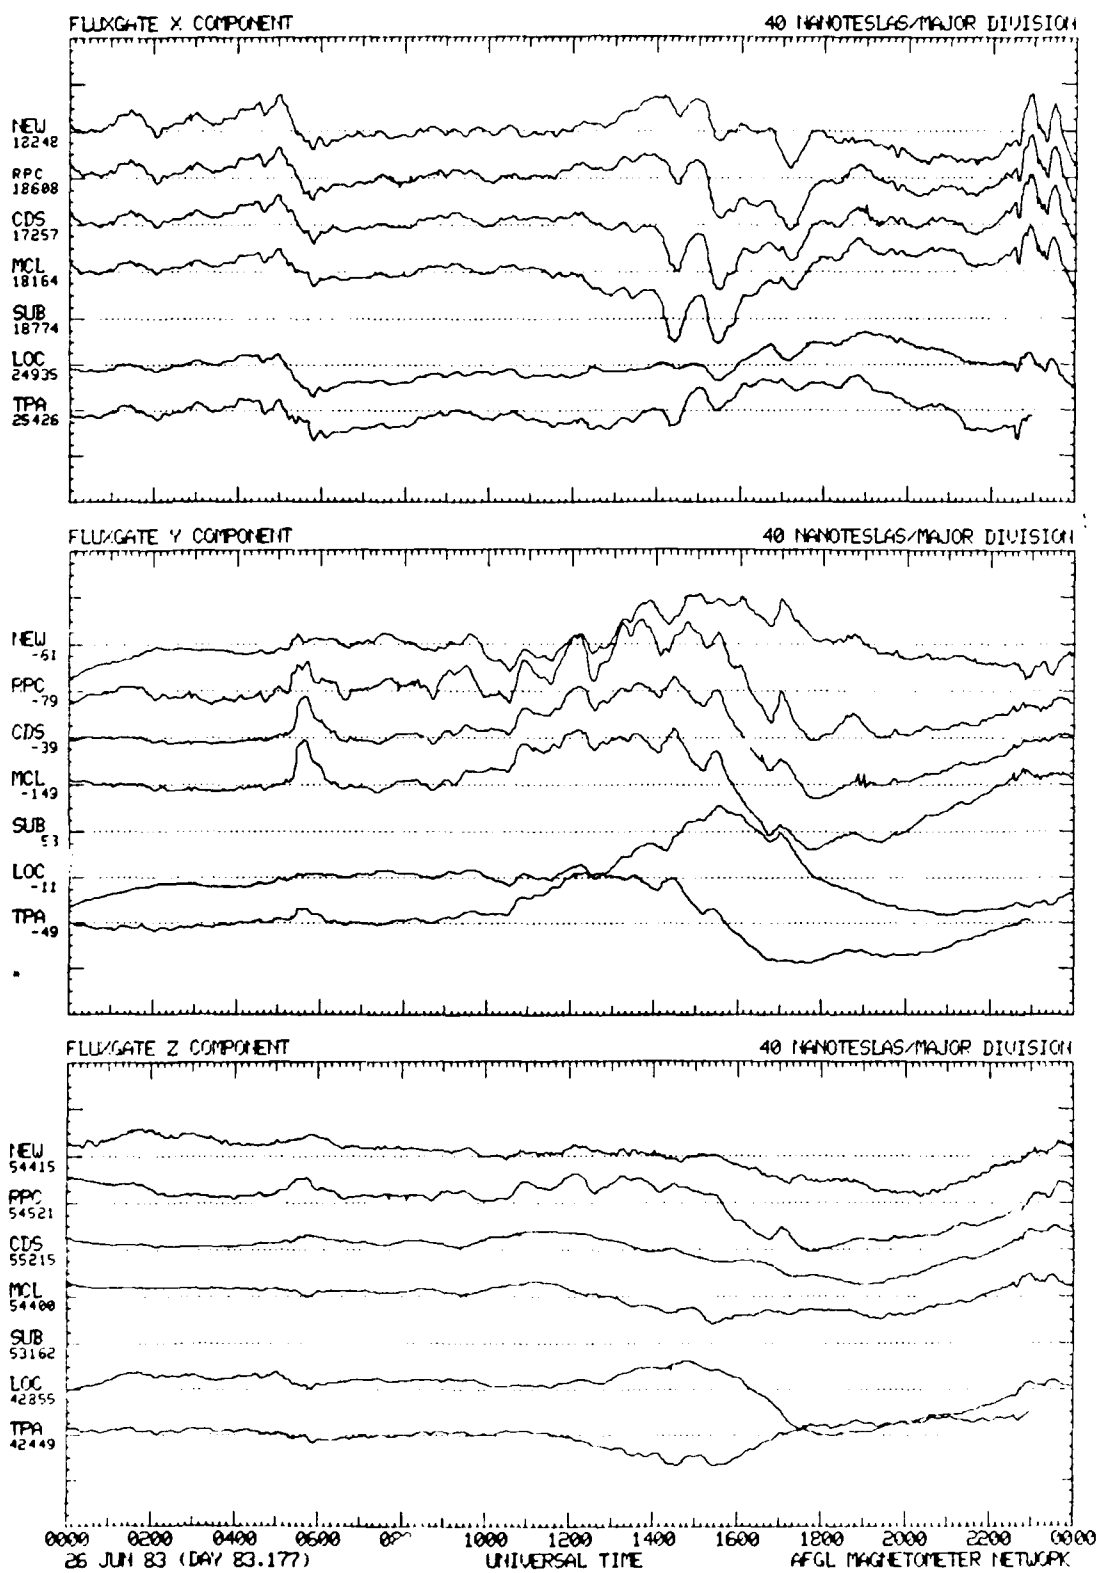 FLUXGATE X COMPONENT 40 NANOTESLAS/MAJOR DIVISION
NEW
12248
RPC
18608
CDS
17257
MCL
18164
SUB
18774
LOC
24935
TPA
25426
FLUXGATE Y COMPONENT 40 NANOTESLAS/MAJOR DIVISION
NEW
-61
RPC
-79
CDS
-39
MCL
-149
SUB
53
LOC
-11
TPA
-49
FLUXGATE Z COMPONENT 40 NANOTESLAS/MAJOR DIVISION
NEW
54415
RPC
54521
CDS
55215
MCL
54400
SUB
53162
LOC
42855
TPA
42449
0000 0200 0400 0600 08 1000 1200 1400 1600 1800 2000 2200 0000
26 JUN 83 (DAY 83.177) UNIVERSAL TIME AFGL MAGNETOMETER NETWORK